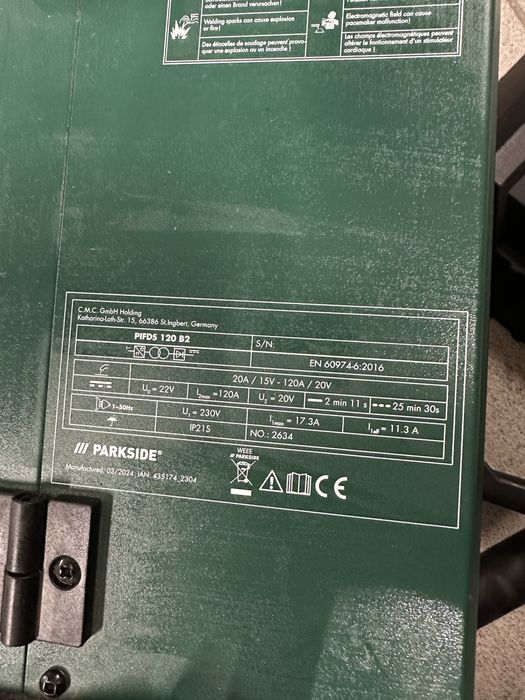 oder einen Brand verursachen!
Welding sparks can cause explosion
or fire!
Des étincelles de soudage peuvent provo-
quer une explosion ou un incendie!
Electromagnetic field can cause
pacemaker malfunction!
Les champs électromagnétiques peuvent
altérer le fontionnement d'un stimulateur
cardiaque!
C.M.C. GmbH Holding
Katharina-Loth-Str. 15, 66386 St.Ingbert, Germany
PIFDS 120 B2
S/N:
EN 60974-6:2016
20A / 15V - 120A / 20V
U₀ = 22V
I₂max =120A
U₂ = 20V
2 min 11 s
25 min 30s
1~50Hz
U₁ = 230V
I₁max = 17.3A
I₁eff = 11.3 A
IP21S
NO.: 2634
/// PARKSIDE®
Manufactured, 03/2024, IAN: 435174_2304
WEEE
/// PARKSIDE
CE